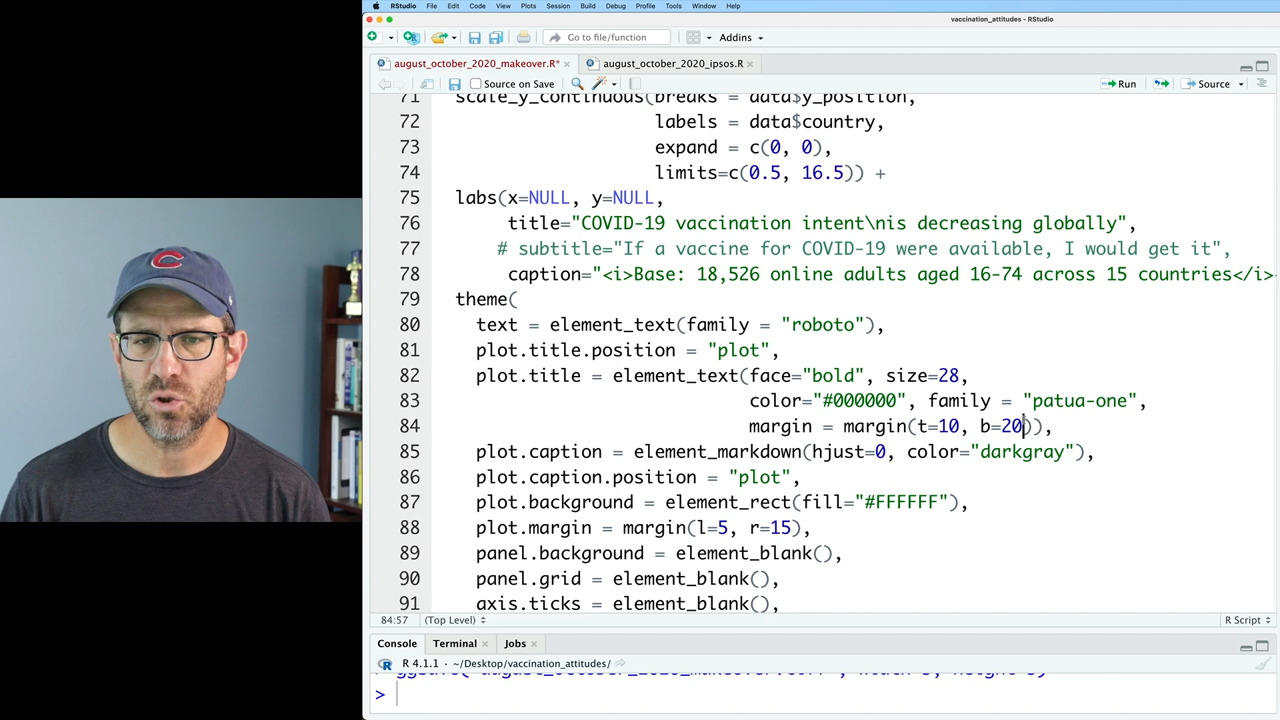 RStudio File Edit Code View Plots Session Build Debug Profile Tools Window Help
vaccination_attitudes - RStudio
Go to file/function Addins
august_october_2020_makeover.R* august_october_2020_ipsos.R
Source on Save Run Source
71 scale_y_continuous(breaks = data$y_position,
72 labels = data$country,
73 expand = c(0, 0),
74 limits=c(0.5, 16.5)) +
75 labs(x=NULL, y=NULL,
76 title="COVID-19 vaccination intent\nis decreasing globally",
77 # subtitle="If a vaccine for COVID-19 were available, I would get it",
78 caption="<i>Base: 18,526 online adults aged 16-74 across 15 countries</i>
79 theme(
80 text = element_text(family = "roboto"),
81 plot.title.position = "plot",
82 plot.title = element_text(face="bold", size=28,
83 color="#000000", family = "patua-one",
84 margin = margin(t=10, b=20)),
85 plot.caption = element_markdown(hjust=0, color="darkgray"),
86 plot.caption.position = "plot",
87 plot.background = element_rect(fill="#FFFFFF"),
88 plot.margin = margin(l=5, r=15),
89 panel.background = element_blank(),
90 panel.grid = element_blank(),
91 axis.ticks = element_blank(),
84:57 (Top Level) R Script
Console Terminal Jobs
R 4.1.1 · ~/Desktop/vaccination_attitudes/
>